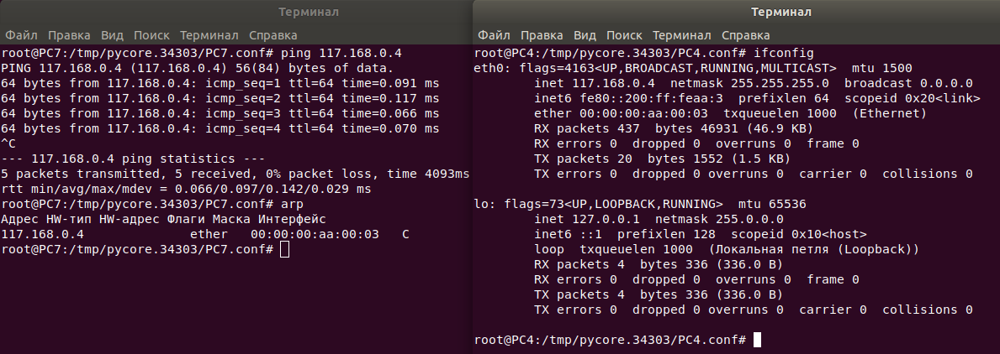 Терминал
Файл Правка Вид Поиск Терминал Справка
root@PC7:/tmp/pycore.34303/PC7.conf# ping 117.168.0.4
PING 117.168.0.4 (117.168.0.4) 56(84) bytes of data.
64 bytes from 117.168.0.4: icmp_seq=1 ttl=64 time=0.091 ms
64 bytes from 117.168.0.4: icmp_seq=2 ttl=64 time=0.117 ms
64 bytes from 117.168.0.4: icmp_seq=3 ttl=64 time=0.066 ms
64 bytes from 117.168.0.4: icmp_seq=4 ttl=64 time=0.070 ms
^C
--- 117.168.0.4 ping statistics ---
5 packets transmitted, 5 received, 0% packet loss, time 4093ms
rtt min/avg/max/mdev = 0.066/0.097/0.142/0.029 ms
root@PC7:/tmp/pycore.34303/PC7.conf# arp
Адрес HW-тип HW-адрес Флаги Маска Интерфейс
117.168.0.4 ether 00:00:00:aa:00:03 C
root@PC7:/tmp/pycore.34303/PC7.conf#
Терминал
Файл Правка Вид Поиск Терминал Справка
root@PC4:/tmp/pycore.34303/PC4.conf# ifconfig
eth0: flags=4163<UP,BROADCAST,RUNNING,MULTICAST> mtu 1500
inet 117.168.0.4 netmask 255.255.255.0 broadcast 0.0.0.0
inet6 fe80::200:ff:feaa:3 prefixlen 64 scopeid 0x20<link>
ether 00:00:00:aa:00:03 txqueuelen 1000 (Ethernet)
RX packets 437 bytes 46931 (46.9 KB)
RX errors 0 dropped 0 overruns 0 frame 0
TX packets 20 bytes 1552 (1.5 KB)
TX errors 0 dropped 0 overruns 0 carrier 0 collisions 0
lo: flags=73<UP,LOOPBACK,RUNNING> mtu 65536
inet 127.0.0.1 netmask 255.0.0.0
inet6 ::1 prefixlen 128 scopeid 0x10<host>
loop txqueuelen 1000 (Локальная петля (Loopback))
RX packets 4 bytes 336 (336.0 B)
RX errors 0 dropped 0 overruns 0 frame 0
TX packets 4 bytes 336 (336.0 B)
TX errors 0 dropped 0 overruns 0 carrier 0 collisions 0
root@PC4:/tmp/pycore.34303/PC4.conf#